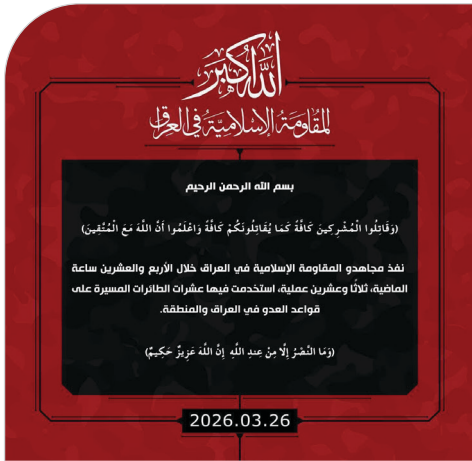 الله أكبر
المقاومة الإسلامية في العراق
بسم الله الرحمن الرحيم
(وَقَاتِلُوا الْمُشْرِكِينَ كَافَّةً كَمَا يُقَاتِلُونَكُمْ كَافَّةً وَاعْلَمُوا أَنَّ اللَّهَ مَعَ الْمُتَّقِينَ)
نفذ مجاهدو المقاومة الإسلامية في العراق خلال الأربع والعشرين ساعة
الماضية، ثلاثًا وعشرين عملية، استخدمت فيها عشرات الطائرات المسيرة على
قواعد العدو في العراق والمنطقة.
(وَمَا النَّصْرُ إِلَّا مِنْ عِندِ اللَّهِ إِنَّ اللَّهَ عَزِيزٌ حَكِيمٌ)
2026.03.26